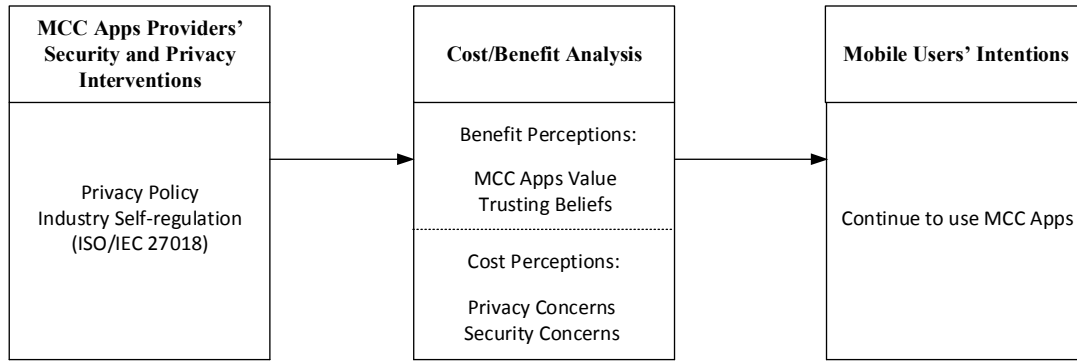 MCC Apps Providers’
Security and Privacy
Interventions
Privacy Policy
Industry Self-regulation
(ISO/IEC 27018)
Cost/Benefit Analysis
Benefit Perceptions:
MCC Apps Value
Trusting Beliefs
Cost Perceptions:
Privacy Concerns
Security Concerns
Mobile Users’ Intentions
Continue to use MCC Apps